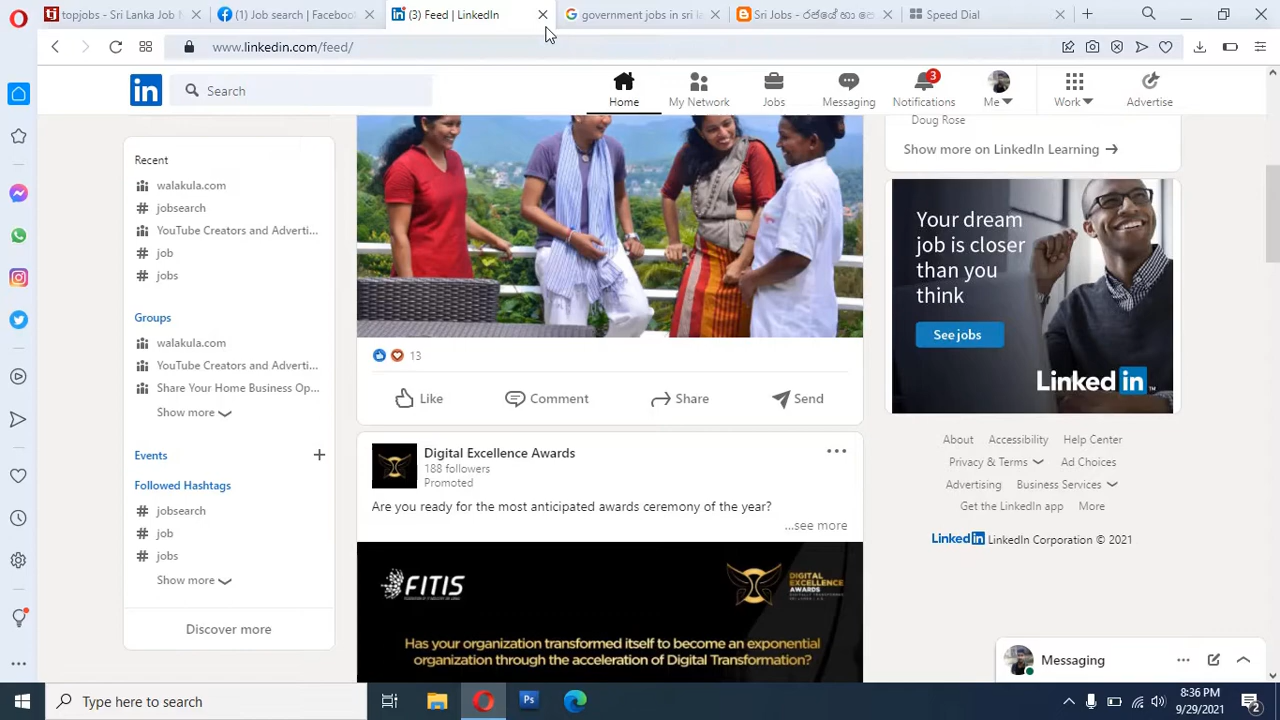 topjobs - Sri Lanka Job
(1) Job search | Facebook
(3) Feed | LinkedIn
government jobs in sri
Sri Jobs -
Speed Dial
www.linkedin.com/feed/
in
Search
Home
My Network
Jobs
Messaging
3
Notifications
Me
Work
Advertise
Recent
walakula.com
# jobsearch
YouTube Creators and Adverti...
# job
# jobs
Groups
walakula.com
YouTube Creators and Adverti...
Share Your Home Business Op...
Show more
Events
Followed Hashtags
# jobsearch
# job
# jobs
Show more
Discover more
13
Like
Comment
Share
Send
Digital Excellence Awards
188 followers
Promoted
Are you ready for the most anticipated awards ceremony of the year?
...see more
FITIS
DIGITAL
EXCELLENCE
AWARDS
Has your organization transformed itself to become an exponential
organization through the acceleration of Digital Transformation?
Doug Rose
Show more on LinkedIn Learning
Your dream
job is closer
than you
think
See jobs
Linked in
About Accessibility Help Center
Privacy & Terms Ad Choices
Advertising Business Services
Get the LinkedIn app More
Linked in LinkedIn Corporation © 2021
Messaging
Type here to search
Ps
8:36 PM
9/29/2021
2